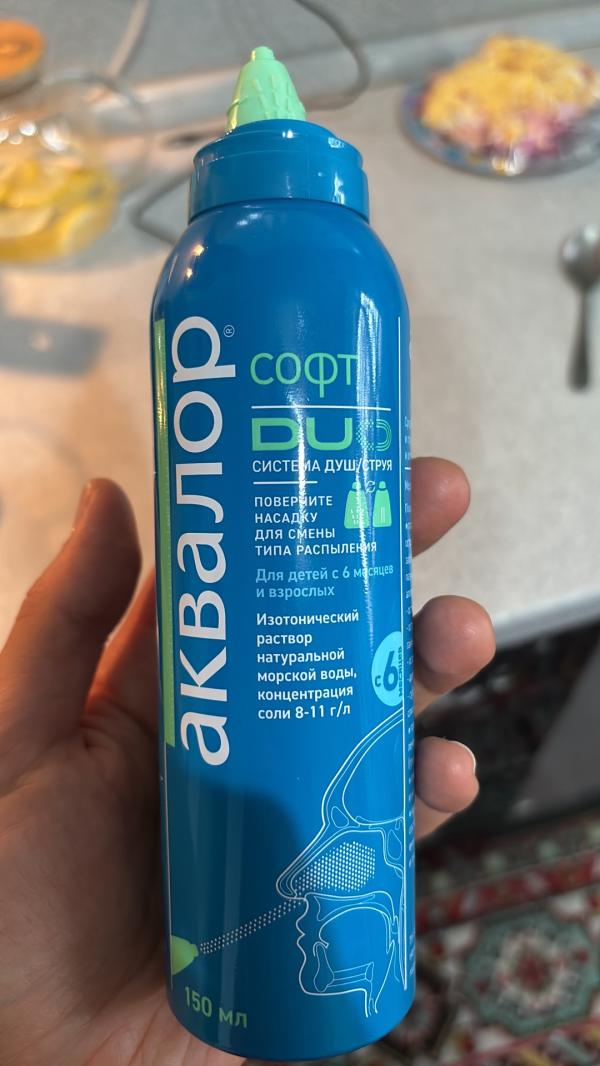 аквалор®
софт
DUO
СИСТЕМА ДУШ/СТРУЯ
ПОВЕРНИТЕ
НАСАДКУ
ДЛЯ СМЕНЫ
ТИПА РАСПЫЛЕНИЯ
Для детей с 6 месяцев
и взрослых
Изотонический
раствор
натуральной
морской воды,
концентрация
соли 8-11 г/л
с 6
месяцев
150 мл